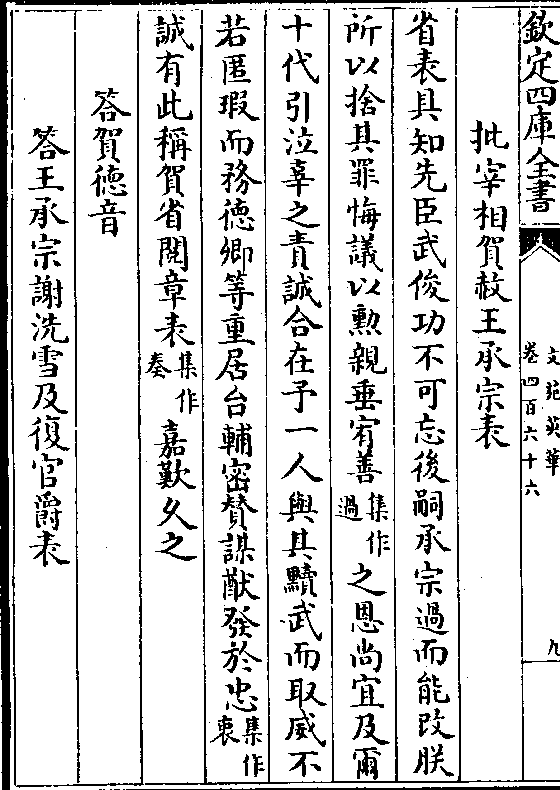 欽定四庫全書
文苑英華
卷四百六十六
九
批宰相賀赦王承宗表
省表具知先臣武俊功不可忘後嗣承宗過而能改朕
所以捨其罪悔議以勲親垂宥善集作過之恩尚宜及爾
十代引泣辜之責誠合在予一人與其黷武而取威不
若匿瑕而務德卿等重居台輔密賛謀猷發於忠集作衷
誠有此稱賀省閱章表集作奏嘉歎久之
答賀德音
答王承宗謝洗雪及復官爵表